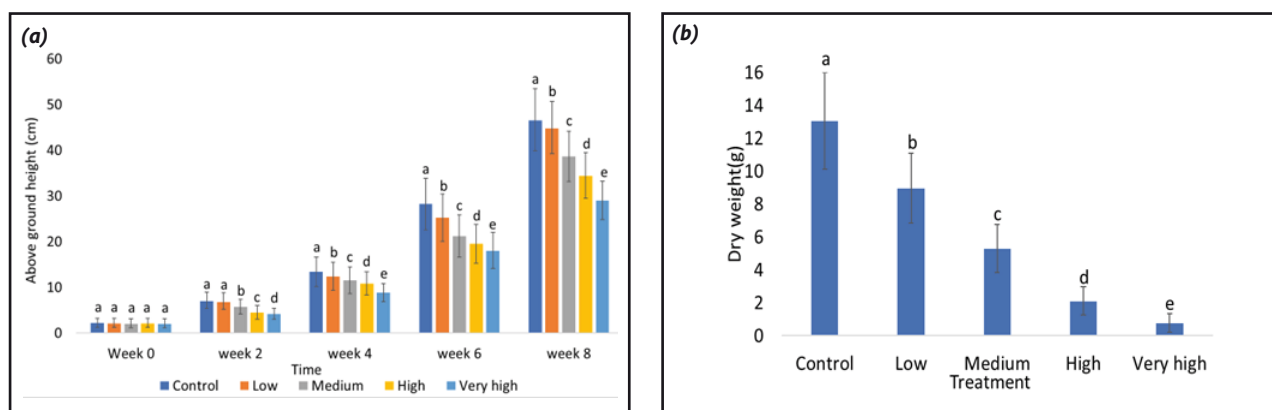 (a)
60
50
40
30
20
10
0
Above ground height (cm)
a a a a a
a a b c d
a b c d e
a b c d e
a b c d e
Week 0 week 2 week 4 week 6 week 8
Time
Control Low Medium High Very high
(b)
16
14
12
10
8
6
4
2
0
Dry weight(g)
a
b
c
d
e
Control Low Medium High Very high
Treatment